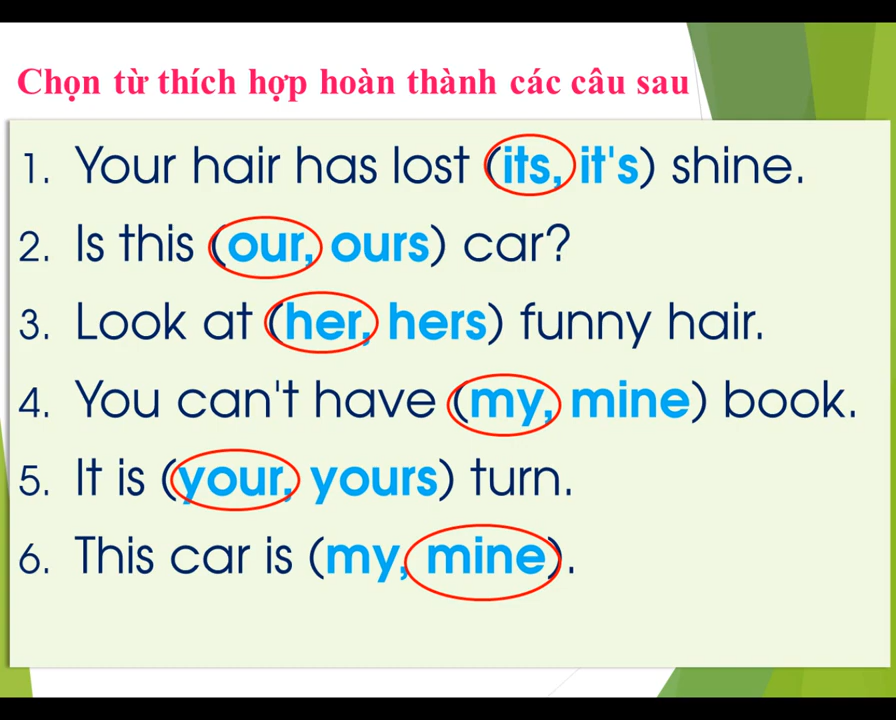 Chọn từ thích hợp hoàn thành các câu sau
1. Your hair has lost (its, it's) shine.
2. Is this (our, ours) car?
3. Look at (her, hers) funny hair.
4. You can't have (my, mine) book.
5. It is (your, yours) turn.
6. This car is (my, mine).